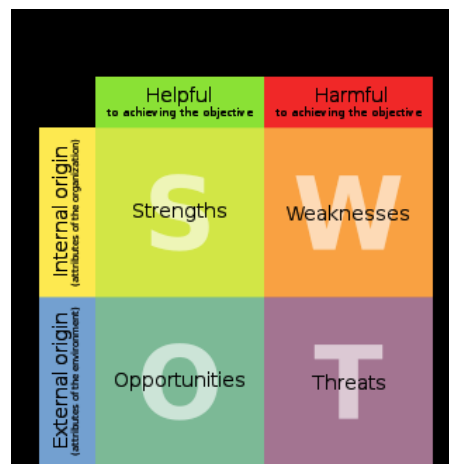 Helpful
to achieving the objective
Harmful
to achieving the objective
Internal origin
(attributes of the organization)
S
Strengths
W
Weaknesses
External origin
(attributes of the environment)
O
Opportunities
T
Threats